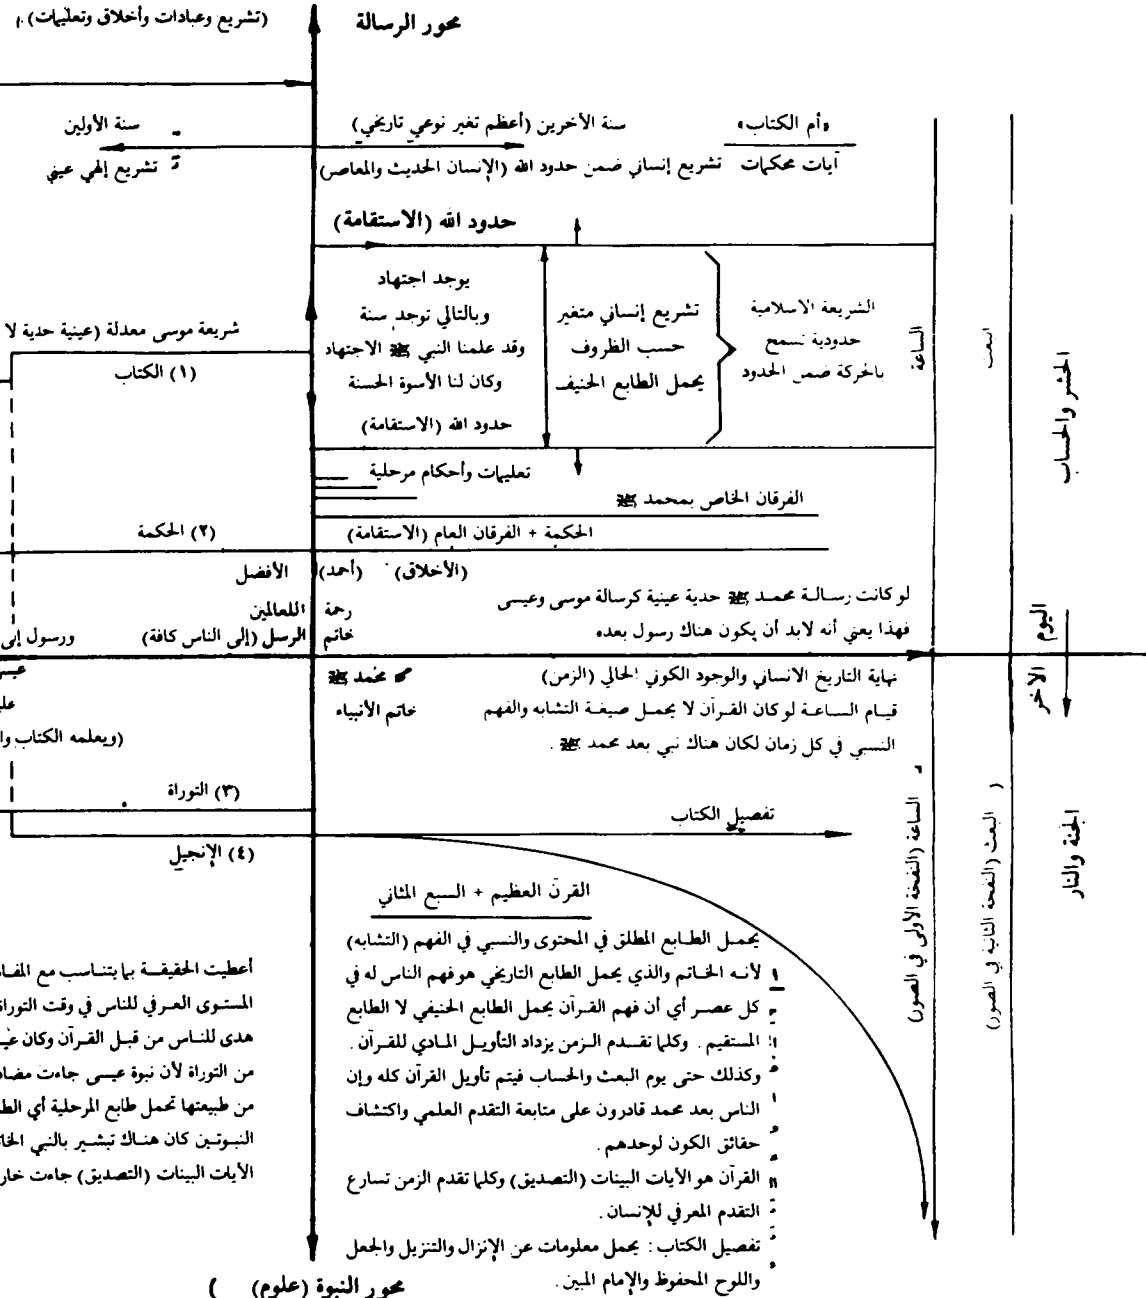 محور الرسالة
(تشريع وعبادات وأخلاق وتعليمات)
«أم الكتاب»
سنة الآخرين (أعظم تغير نوعي تاريخي)
سنة الأولين
آيات محكمات
تشريع إنساني ضمن حدود الله (الإنسان الحديث والمعاصر)
تشريع إلهي عيني
حدود الله (الاستقامة)
يوجد اجتهاد
وبالتالي توجد سنة
وقد علمنا النبي ﷺ الاجتهاد
وكان لنا الأسوة الحسنة
حدود الله (الاستقامة)
تشريع إنساني متغير
حسب الظروف
يحمل الطابع الحنيف
الشريعة الاسلامية
حدودية تسمح
بالحركة ضمن الحدود
الساعة
البعث
الحشر والحساب
شريعة موسى معدلة (عينية حدية لا
(١) الكتاب
تعليمات وأحكام مرحلية
الفرقان الخاص بمحمد ﷺ
الحكمة + الفرقان العام (الاستقامة)
(٢) الحكمة
(الأخلاق) (أحمد) الأفضل
رحمة اللعالمين
خاتم الرسل (إلى الناس كافة)
ورسول إلى
لو كانت رسالة محمد ﷺ حدية عينية كرسالة موسى وعيسى
فهذا يعني أنه لابد أن يكون هناك رسول بعده
اليوم الآخر
عيسى
محمد ﷺ
خاتم الأنبياء
نهاية التاريخ الانساني والوجود الكوني الحالي (الزمن)
قيام الساعة لو كان القرآن لا يحمل صيغة التشابه والفهم
النسبي في كل زمان لكان هناك نبي بعد محمد ﷺ .
(ويعلمه الكتاب وا
(٣) التوراة
(٤) الإنجيل
تفصيل الكتاب
الساعة (النفخة الأولى في الصور)
البعث (النفخة الثانية في الصور)
الجنة والنار
القرآن العظيم + السبع المثاني
يحمل الطابع المطلق في المحتوى والنسبي في الفهم (التشابه)
لأنه الخاتم والذي يحمل الطابع التاريخي هو فهم الناس له في
كل عصر أي أن فهم القرآن يحمل الطابع الحنيفي لا الطابع
المستقيم . وكلما تقدم الزمن يزداد التأويل المادي للقرآن .
وكذلك حتى يوم البعث والحساب فيتم تأويل القرآن كله وإن
الناس بعد محمد قادرون على متابعة التقدم العلمي واكتشاف
حقائق الكون لوحدهم .
القرآن هو الآيات البينات (التصديق) وكلما تقدم الزمن تسارع
التقدم المعرفي للإنسان .
تفصيل الكتاب : يحمل معلومات عن الإنزال والتنزيل والجعل
واللوح المحفوظ والإمام المبين .
أعطيت الحقيقة بما يتناسب مع
المستوى العرفي للناس في وقت
هدى للناس من قبل القرآن وكان
من التوراة لأن نبوة عيسى جاءت
من طبيعتها تحمل طابع المرحلية أي
النبوتين كان هناك تبشير بالنبي
الآيات البينات (التصديق) جاءت
محور النبوة (علوم)